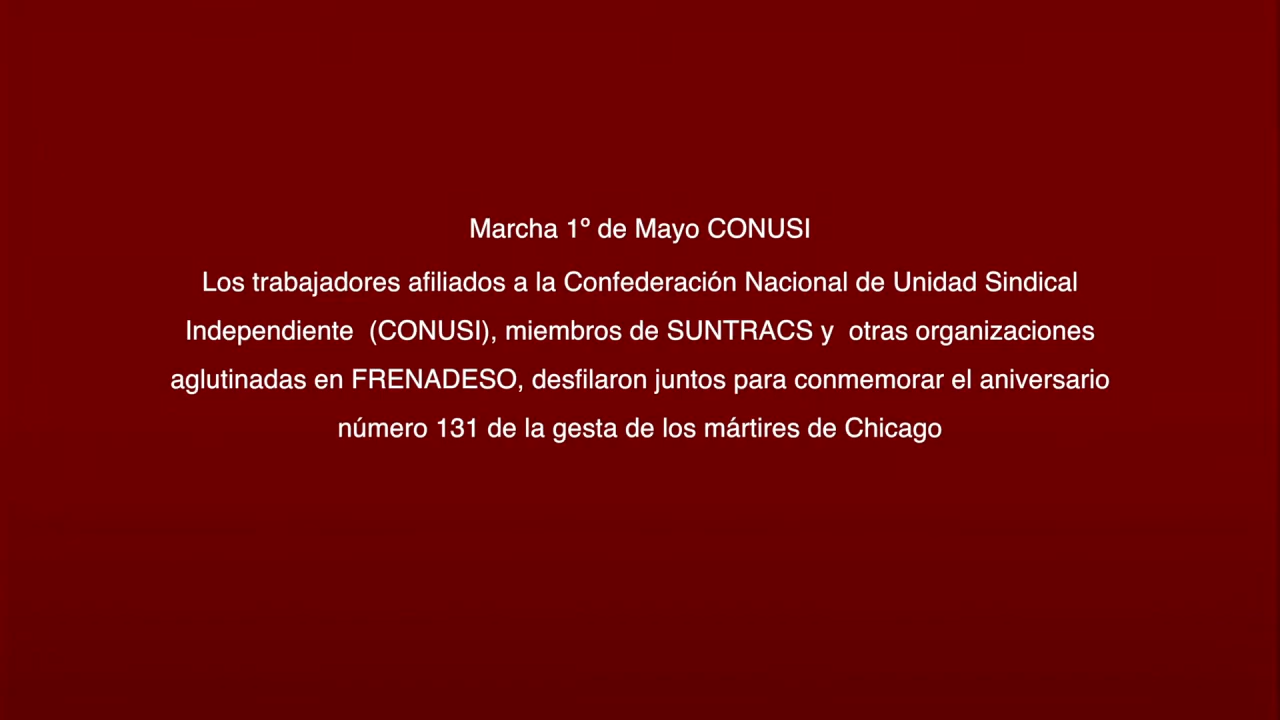 Marcha 1º de Mayo CONUSI
Los trabajadores afiliados a la Confederación Nacional de Unidad Sindical
Independiente  (CONUSI), miembros de SUNTRACS y  otras organizaciones
aglutinadas en FRENADESO, desfilaron juntos para conmemorar el aniversario
número 131 de la gesta de los mártires de Chicago